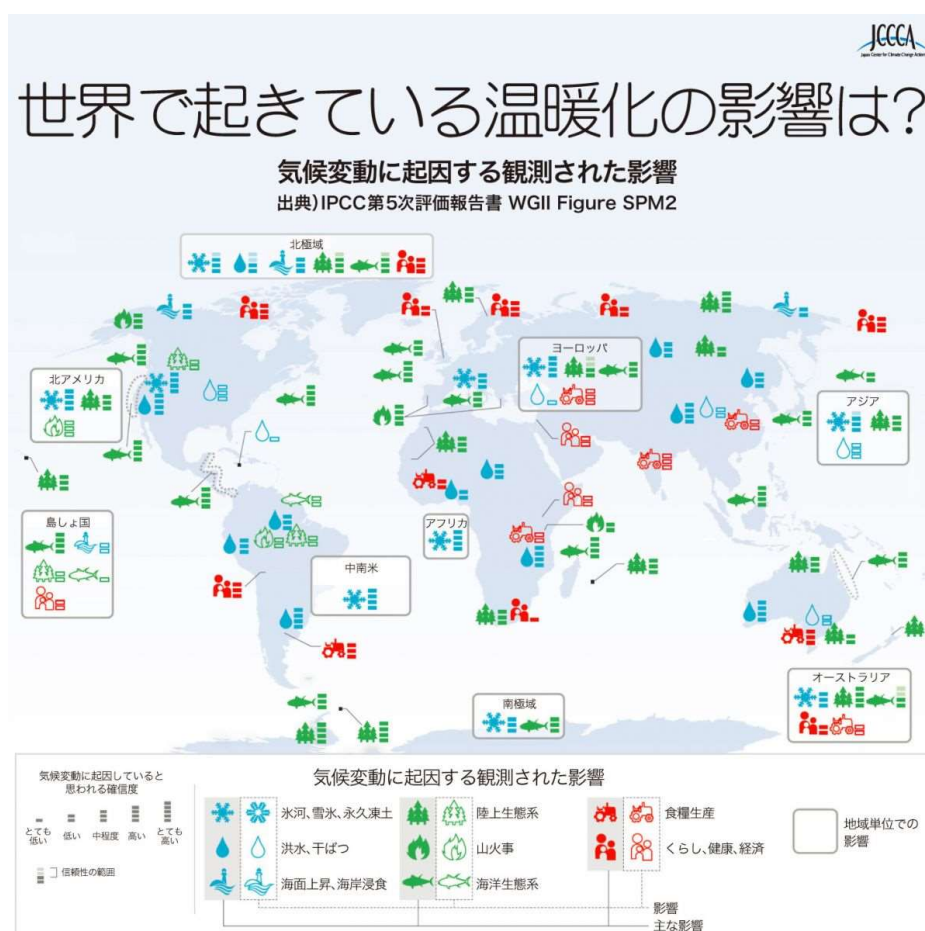 JCCCA
Japan Center for Climate Change Actions
世界で起きている温暖化の影響は?
気候変動に起因する観測された影響
出典)IPCC第5次評価報告書 WGII Figure SPM2
北極域
ヨーロッパ
北アメリカ
アジア
島しょ国
アフリカ
中南米
オーストラリア
南極域
気候変動に起因していると
思われる確信度
とても
低い
低い
中程度
高い
とても
高い
信頼性の範囲
気候変動に起因する観測された影響
氷河、雪氷、永久凍土
陸上生態系
食糧生産
洪水、干ばつ
山火事
くらし、健康、経済
海面上昇、海岸浸食
海洋生態系
地域単位での
影響
影響
主な影響